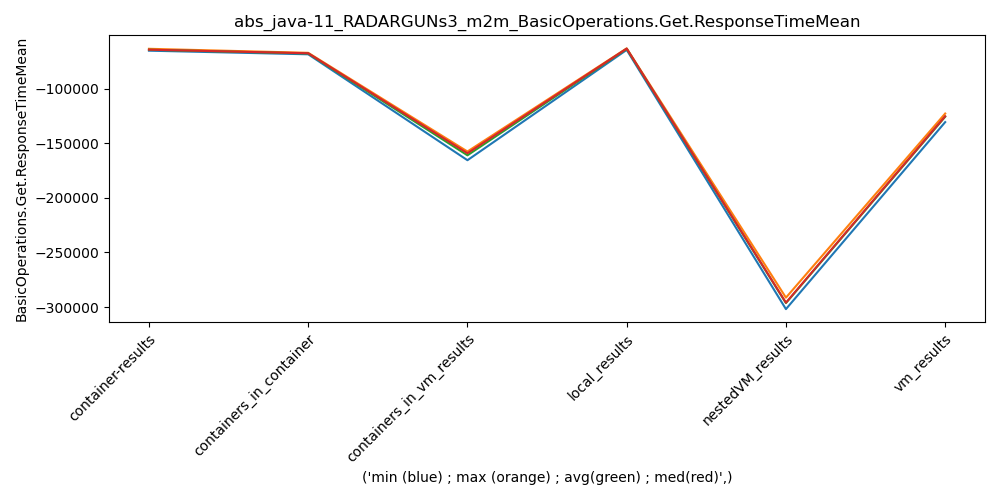 abs_java-11_RADARGUNs3_m2m_BasicOperations.Get.ResponseTimeMean
BasicOperations.Get.ResponseTimeMean
−100000
−150000
−200000
−250000
−300000
container-results
containers_in_container
containers_in_vm_results
local_results
nestedVM_results
vm_results
('min (blue) ; max (orange) ; avg(green) ; med(red)',)